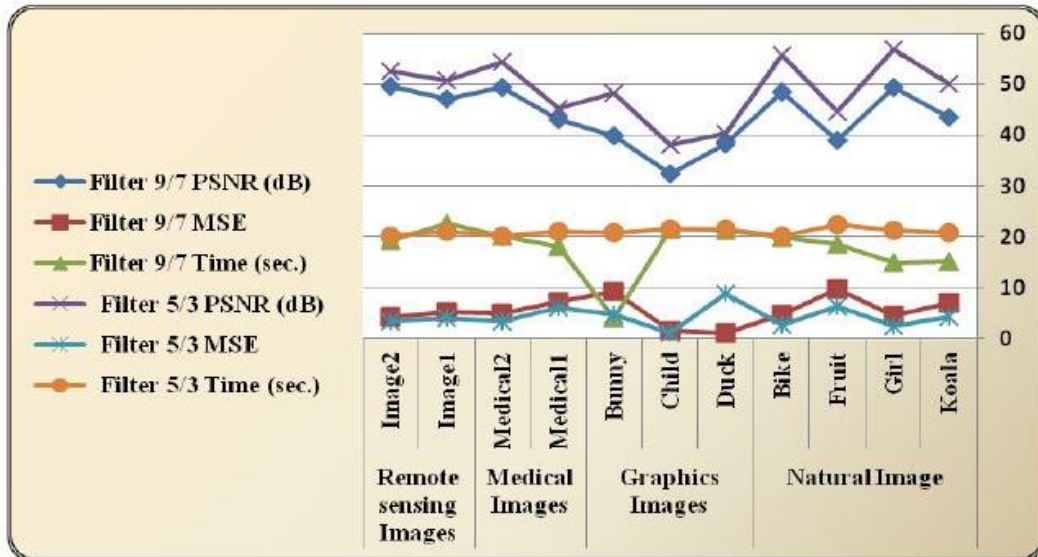 60
50
40
30
20
10
0
Filter 9/7 PSNR (dB)
Filter 9/7 MSE
Filter 9/7 Time (sec.)
Filter 5/3 PSNR (dB)
Filter 5/3 MSE
Filter 5/3 Time (sec.)
Image2
Image1
Medical2
Medical1
Bunny
Child
Duck
Bike
Fruit
Girl
Koala
Remote
sensing
Images
Medical
Images
Graphics
Images
Natural Image